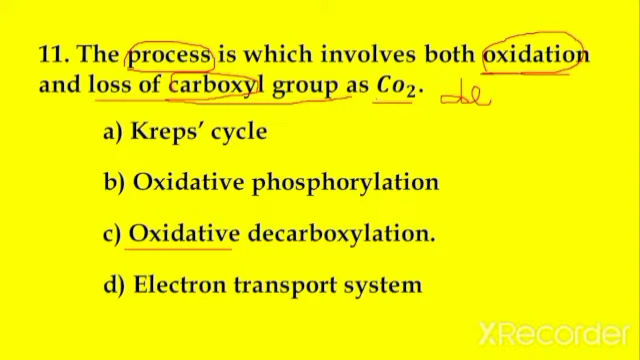 11. The process is which involves both oxidation
and loss of carboxyl group as Co₂. de
a) Kreps' cycle
b) Oxidative phosphorylation
c) Oxidative decarboxylation.
d) Electron transport system
XRecorder